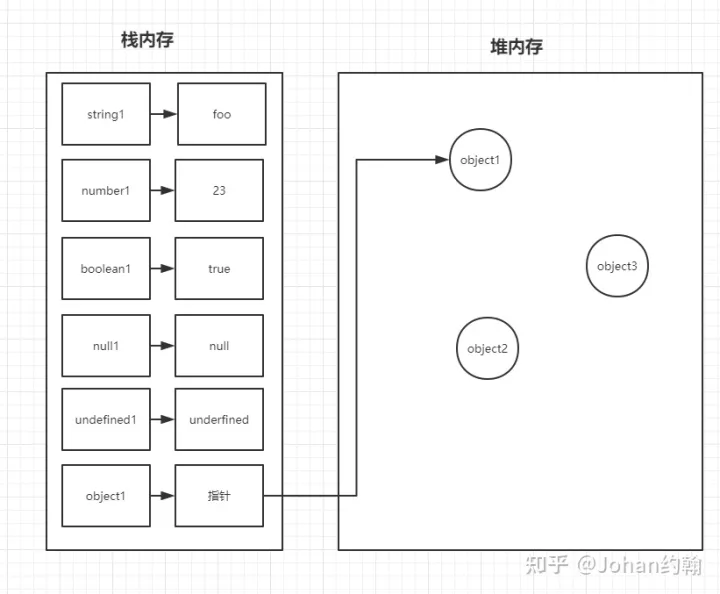 栈内存
堆内存
string1
foo
number1
23
boolean1
true
null1
null
undefined1
underfined
object1
指针
object1
object3
object2
知乎 @Johan约翰